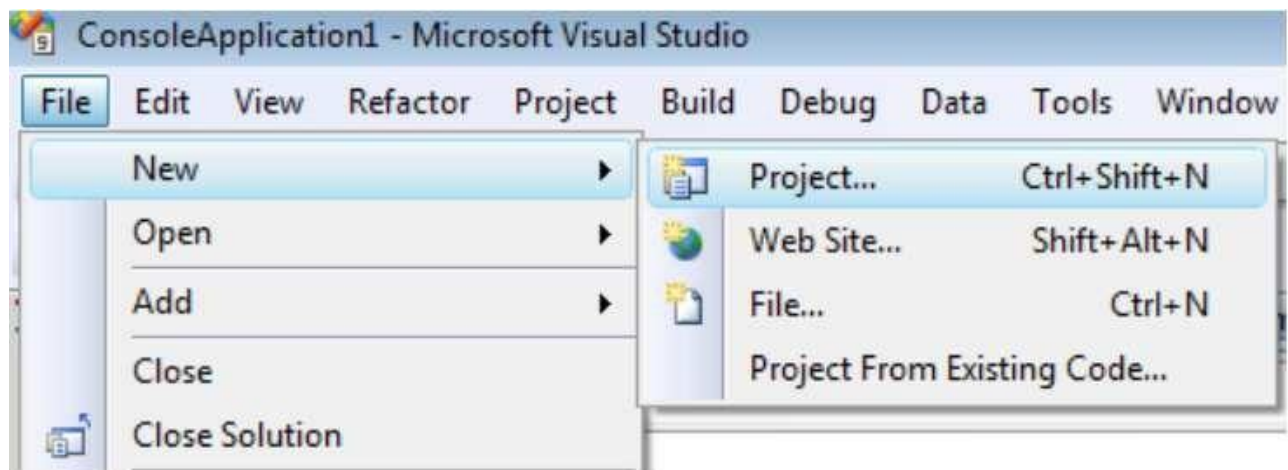 ConsoleApplication1 - Microsoft Visual Studio
File Edit View Refactor Project Build Debug Data Tools Window
New
Project... Ctrl+Shift+N
Open
Web Site... Shift+Alt+N
Add
File... Ctrl+N
Close
Project From Existing Code...
Close Solution